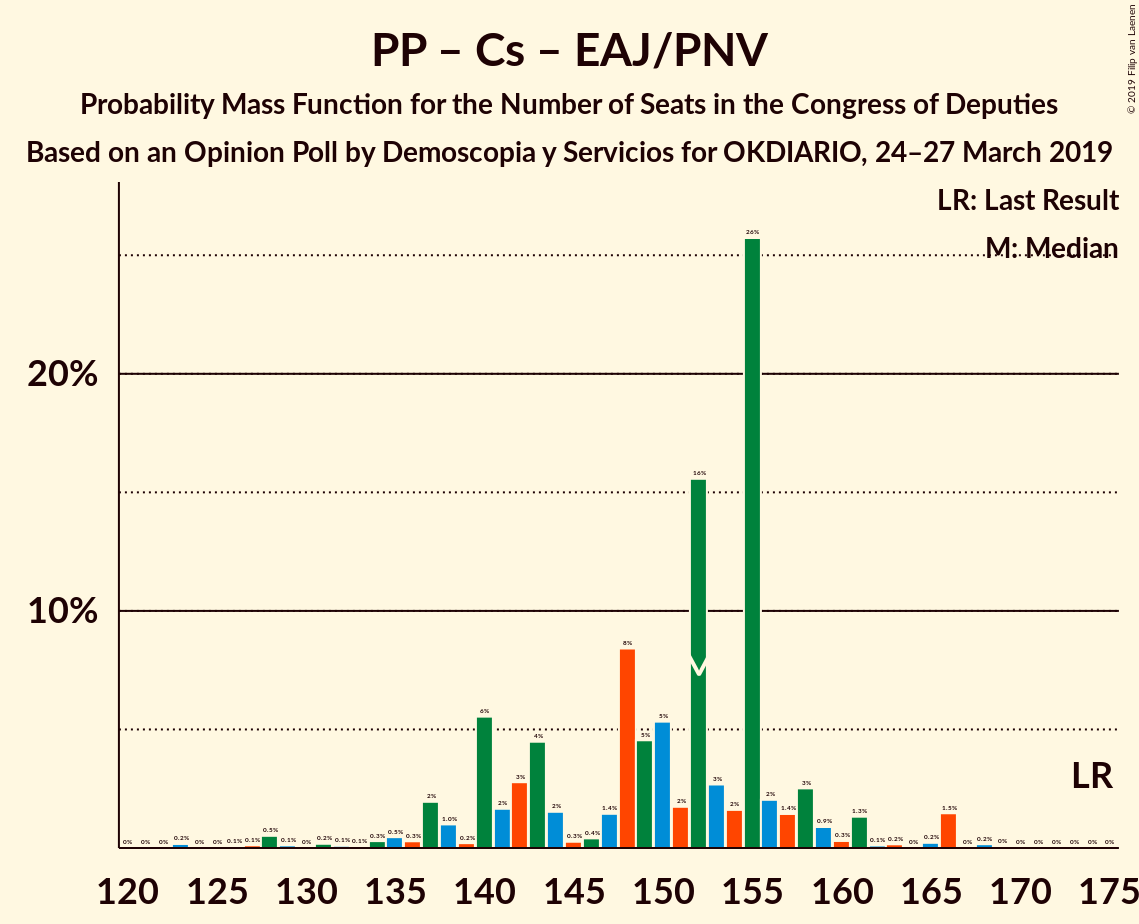 PP – Cs – EAJ/PNV
Probability Mass Function for the Number of Seats in the Congress of Deputies
Based on an Opinion Poll by Demoscopia y Servicios for OKDIARIO, 24–27 March 2019
© 2019 Filip van Laenen
LR: Last Result
M: Median
20%
10%
0% 0% 0% 0.2% 0% 0% 0.1% 0.1% 0.5% 0.1% 0% 0.2% 0.1% 0.1% 0.3% 0.5% 0.3% 2% 1.0% 0.2% 6% 2% 3% 4% 2% 0.3% 0.4% 1.4% 8% 5% 5% 2% 16% 3% 2% 26% 2% 1.4% 3% 0.9% 0.3% 1.3% 0.1% 0.2% 0% 0.2% 1.5% 0% 0.2% 0% 0% 0% 0% 0% 0% 0%
M
LR
120 125 130 135 140 145 150 155 160 165 170 175